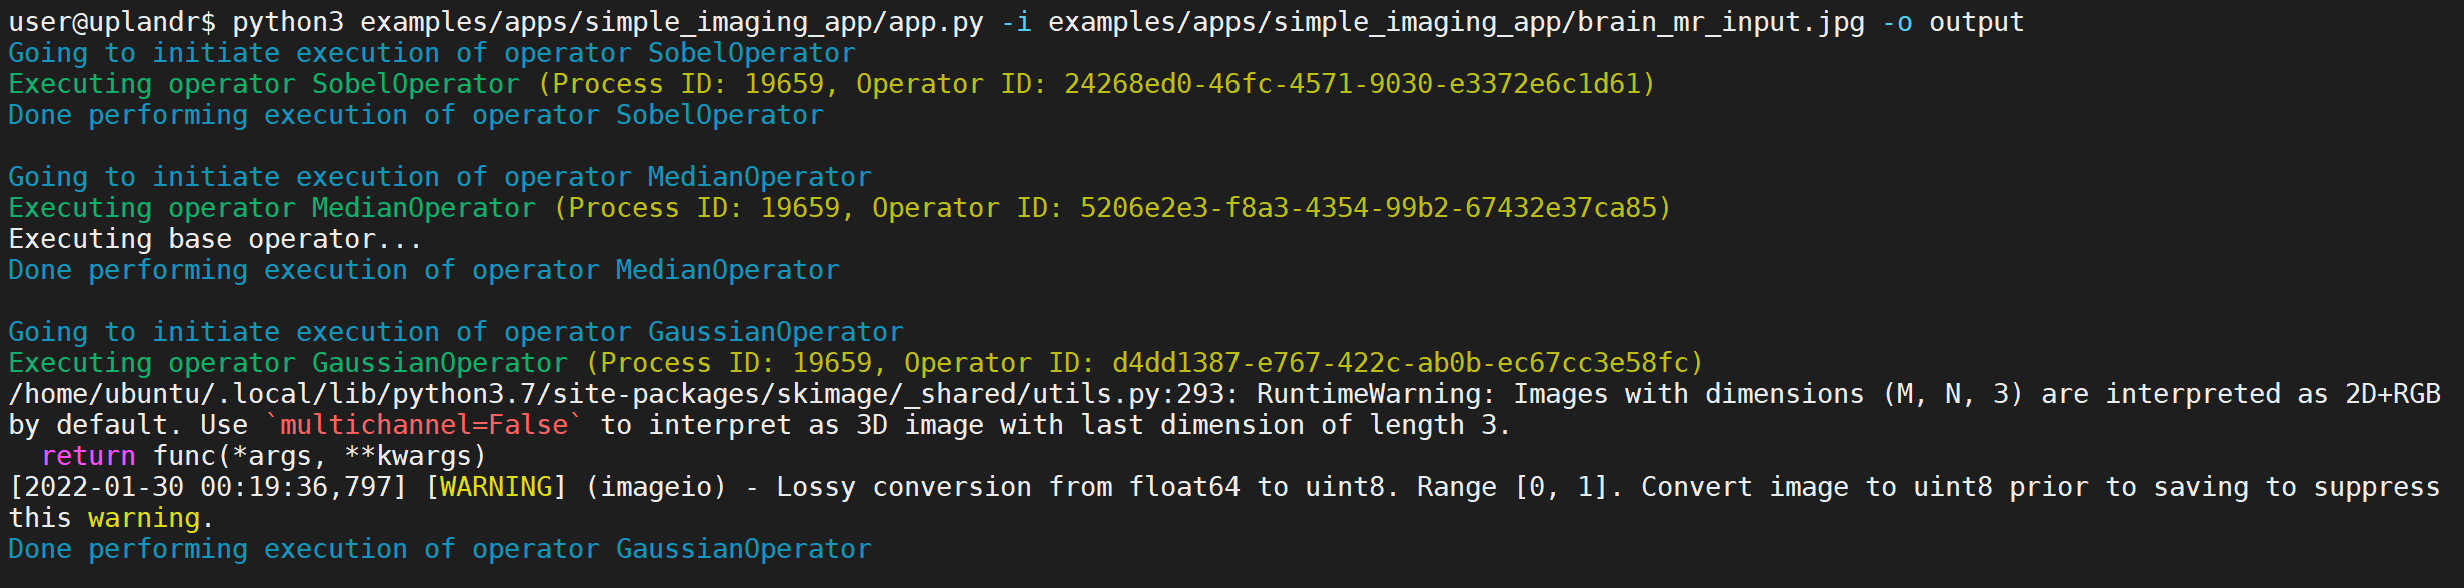 user@uplandr$ python3 examples/apps/simple_imaging_app/app.py -i examples/apps/simple_imaging_app/brain_mr_input.jpg -o output
Going to initiate execution of operator SobelOperator
Executing operator SobelOperator (Process ID: 19659, Operator ID: 24268ed0-46fc-4571-9030-e3372e6c1d61)
Done performing execution of operator SobelOperator

Going to initiate execution of operator MedianOperator
Executing operator MedianOperator (Process ID: 19659, Operator ID: 5206e2e3-f8a3-4354-99b2-67432e37ca85)
Executing base operator...
Done performing execution of operator MedianOperator

Going to initiate execution of operator GaussianOperator
Executing operator GaussianOperator (Process ID: 19659, Operator ID: d4dd1387-e767-422c-ab0b-ec67cc3e58fc)
/home/ubuntu/.local/lib/python3.7/site-packages/skimage/_shared/utils.py:293: RuntimeWarning: Images with dimensions (M, N, 3) are interpreted as 2D+RGB
by default. Use `multichannel=False` to interpret as 3D image with last dimension of length 3.
  return func(*args, **kwargs)
[2022-01-30 00:19:36,797] [WARNING] (imageio) - Lossy conversion from float64 to uint8. Range [0, 1]. Convert image to uint8 prior to saving to suppress
this warning.
Done performing execution of operator GaussianOperator